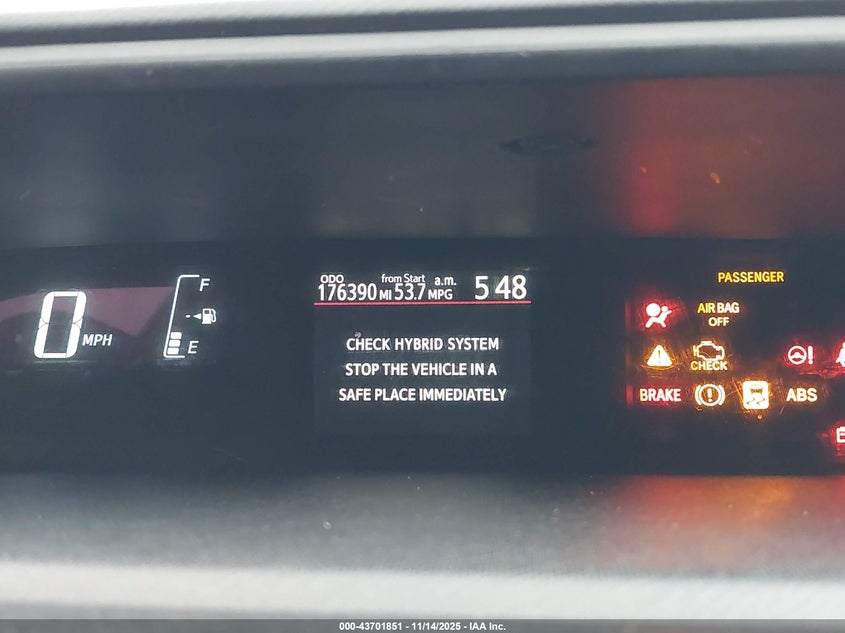 ODO from Start a.m.
176390 MI 53.7 MPG 5 48
0 MPH
F
E
CHECK HYBRID SYSTEM
STOP THE VEHICLE IN A
SAFE PLACE IMMEDIATELY
PASSENGER
AIR BAG
OFF
CHECK
!
BRAKE
ABS
000-43701851 - 11/14/2025 - IAA Inc.